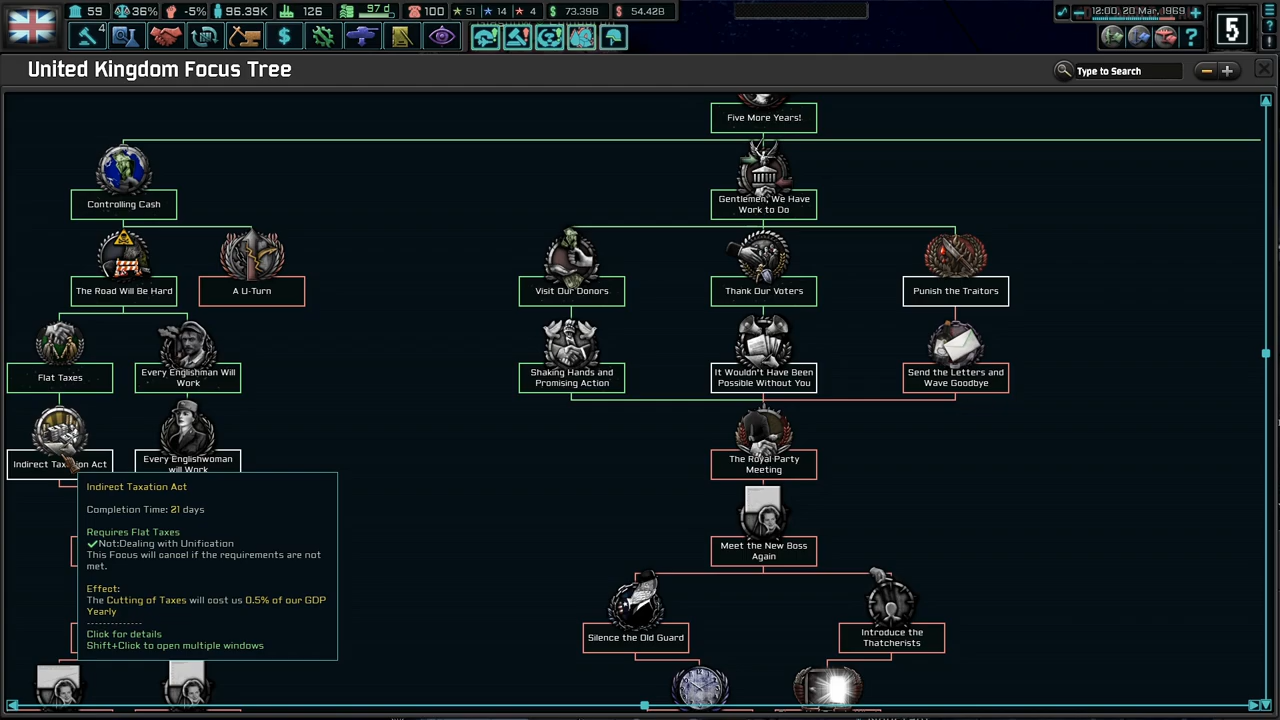 59 36% -5% 96.39K 126 97 d 100 51 14 4 73.39B 54.42B
12:00, 20 Mar, 1969
4
5
United Kingdom Focus Tree
Type to Search
Five More Years!
Controlling Cash
Gentlemen, We Have
Work to Do
The Road Will Be Hard
A U-Turn
Visit Our Donors
Thank Our Voters
Punish the Traitors
Flat Taxes
Every Englishman Will
Work
Shaking Hands and
Promising Action
It Wouldn't Have Been
Possible Without You
Send the Letters and
Wave Goodbye
Indirect Taxation Act
Every Englishwoman
will Work
The Royal Party
Meeting
Indirect Taxation Act
Completion Time: 21 days
Requires Flat Taxes
Not:Dealing with Unification
This Focus will cancel if the requirements are not
met.
Effect:
The Cutting of Taxes will cost us 0.5% of our GDP
Yearly
--------------
Click for details
Shift+Click to open multiple windows
Meet the New Boss
Again
Silence the Old Guard
Introduce the
Thatcherists